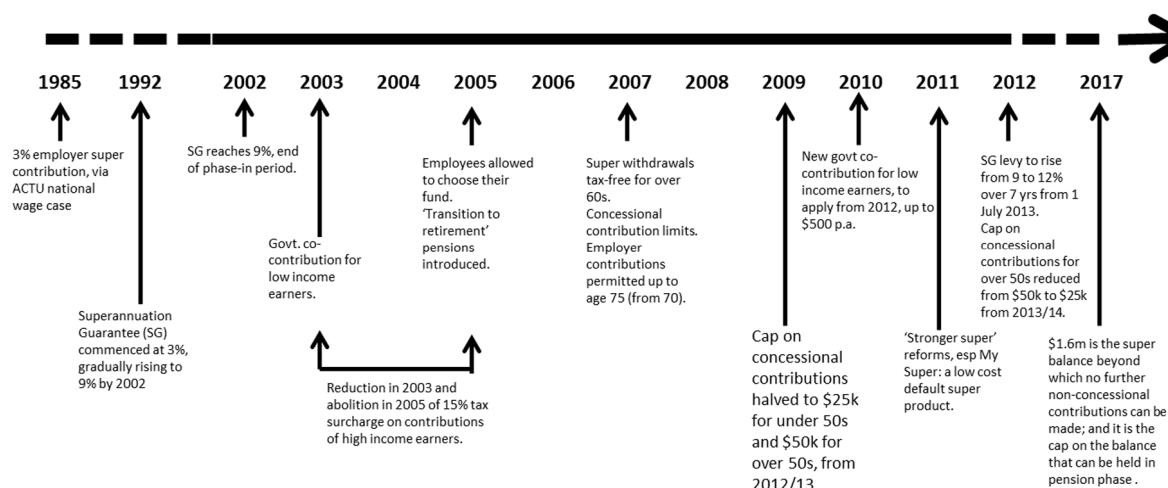 1985
1992
2002
2003
2004
2005
2006
2007
2008
2009
2010
2011
2012
2017
3% employer super
contribution, via
ACTU national
wage case
Superannuation
Guarantee (SG)
commenced at 3%,
gradually rising to
9% by 2002
SG reaches 9%, end
of phase-in period.
Govt. co-
contribution for
low income
earners.
Reduction in 2003 and
abolition in 2005 of 15% tax
surcharge on contributions
of high income earners.
Employees allowed
to choose their
fund.
‘Transition to
retirement’
pensions
introduced.
Super withdrawals
tax-free for over
60s.
Concessional
contribution limits.
Employer
contributions
permitted up to
age 75 (from 70).
Cap on
concessional
contributions
halved to $25k
for under 50s
and $50k for
over 50s, from
2012/13
New govt co-
contribution for low
income earners, to
apply from 2012, up to
$500 p.a.
‘Stronger super’
reforms, esp My
Super: a low cost
default super
product.
SG levy to rise
from 9 to 12%
over 7 yrs from 1
July 2013.
Cap on
concessional
contributions for
over 50s reduced
from $50k to $25k
from 2013/14.
$1.6m is the super
balance beyond
which no further
non-concessional
contributions can be
made; and it is the
cap on the balance
that can be held in
pension phase .